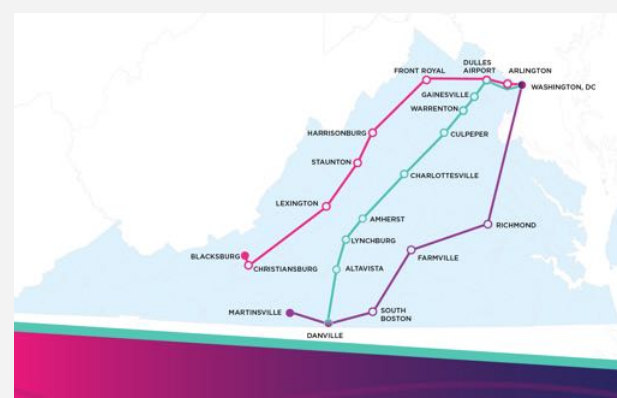 DULLES
AIRPORT
ARLINGTON
FRONT ROYAL
WASHINGTON, DC
GAINESVILLE
WARRENTON
HARRISONBURG
CULPEPER
STAUNTON
CHARLOTTESVILLE
LEXINGTON
AMHERST
RICHMOND
LYNCHBURG
BLACKSBURG
FARMVILLE
CHRISTIANSBURG
ALTAVISTA
MARTINSVILLE
SOUTH
BOSTON
DANVILLE